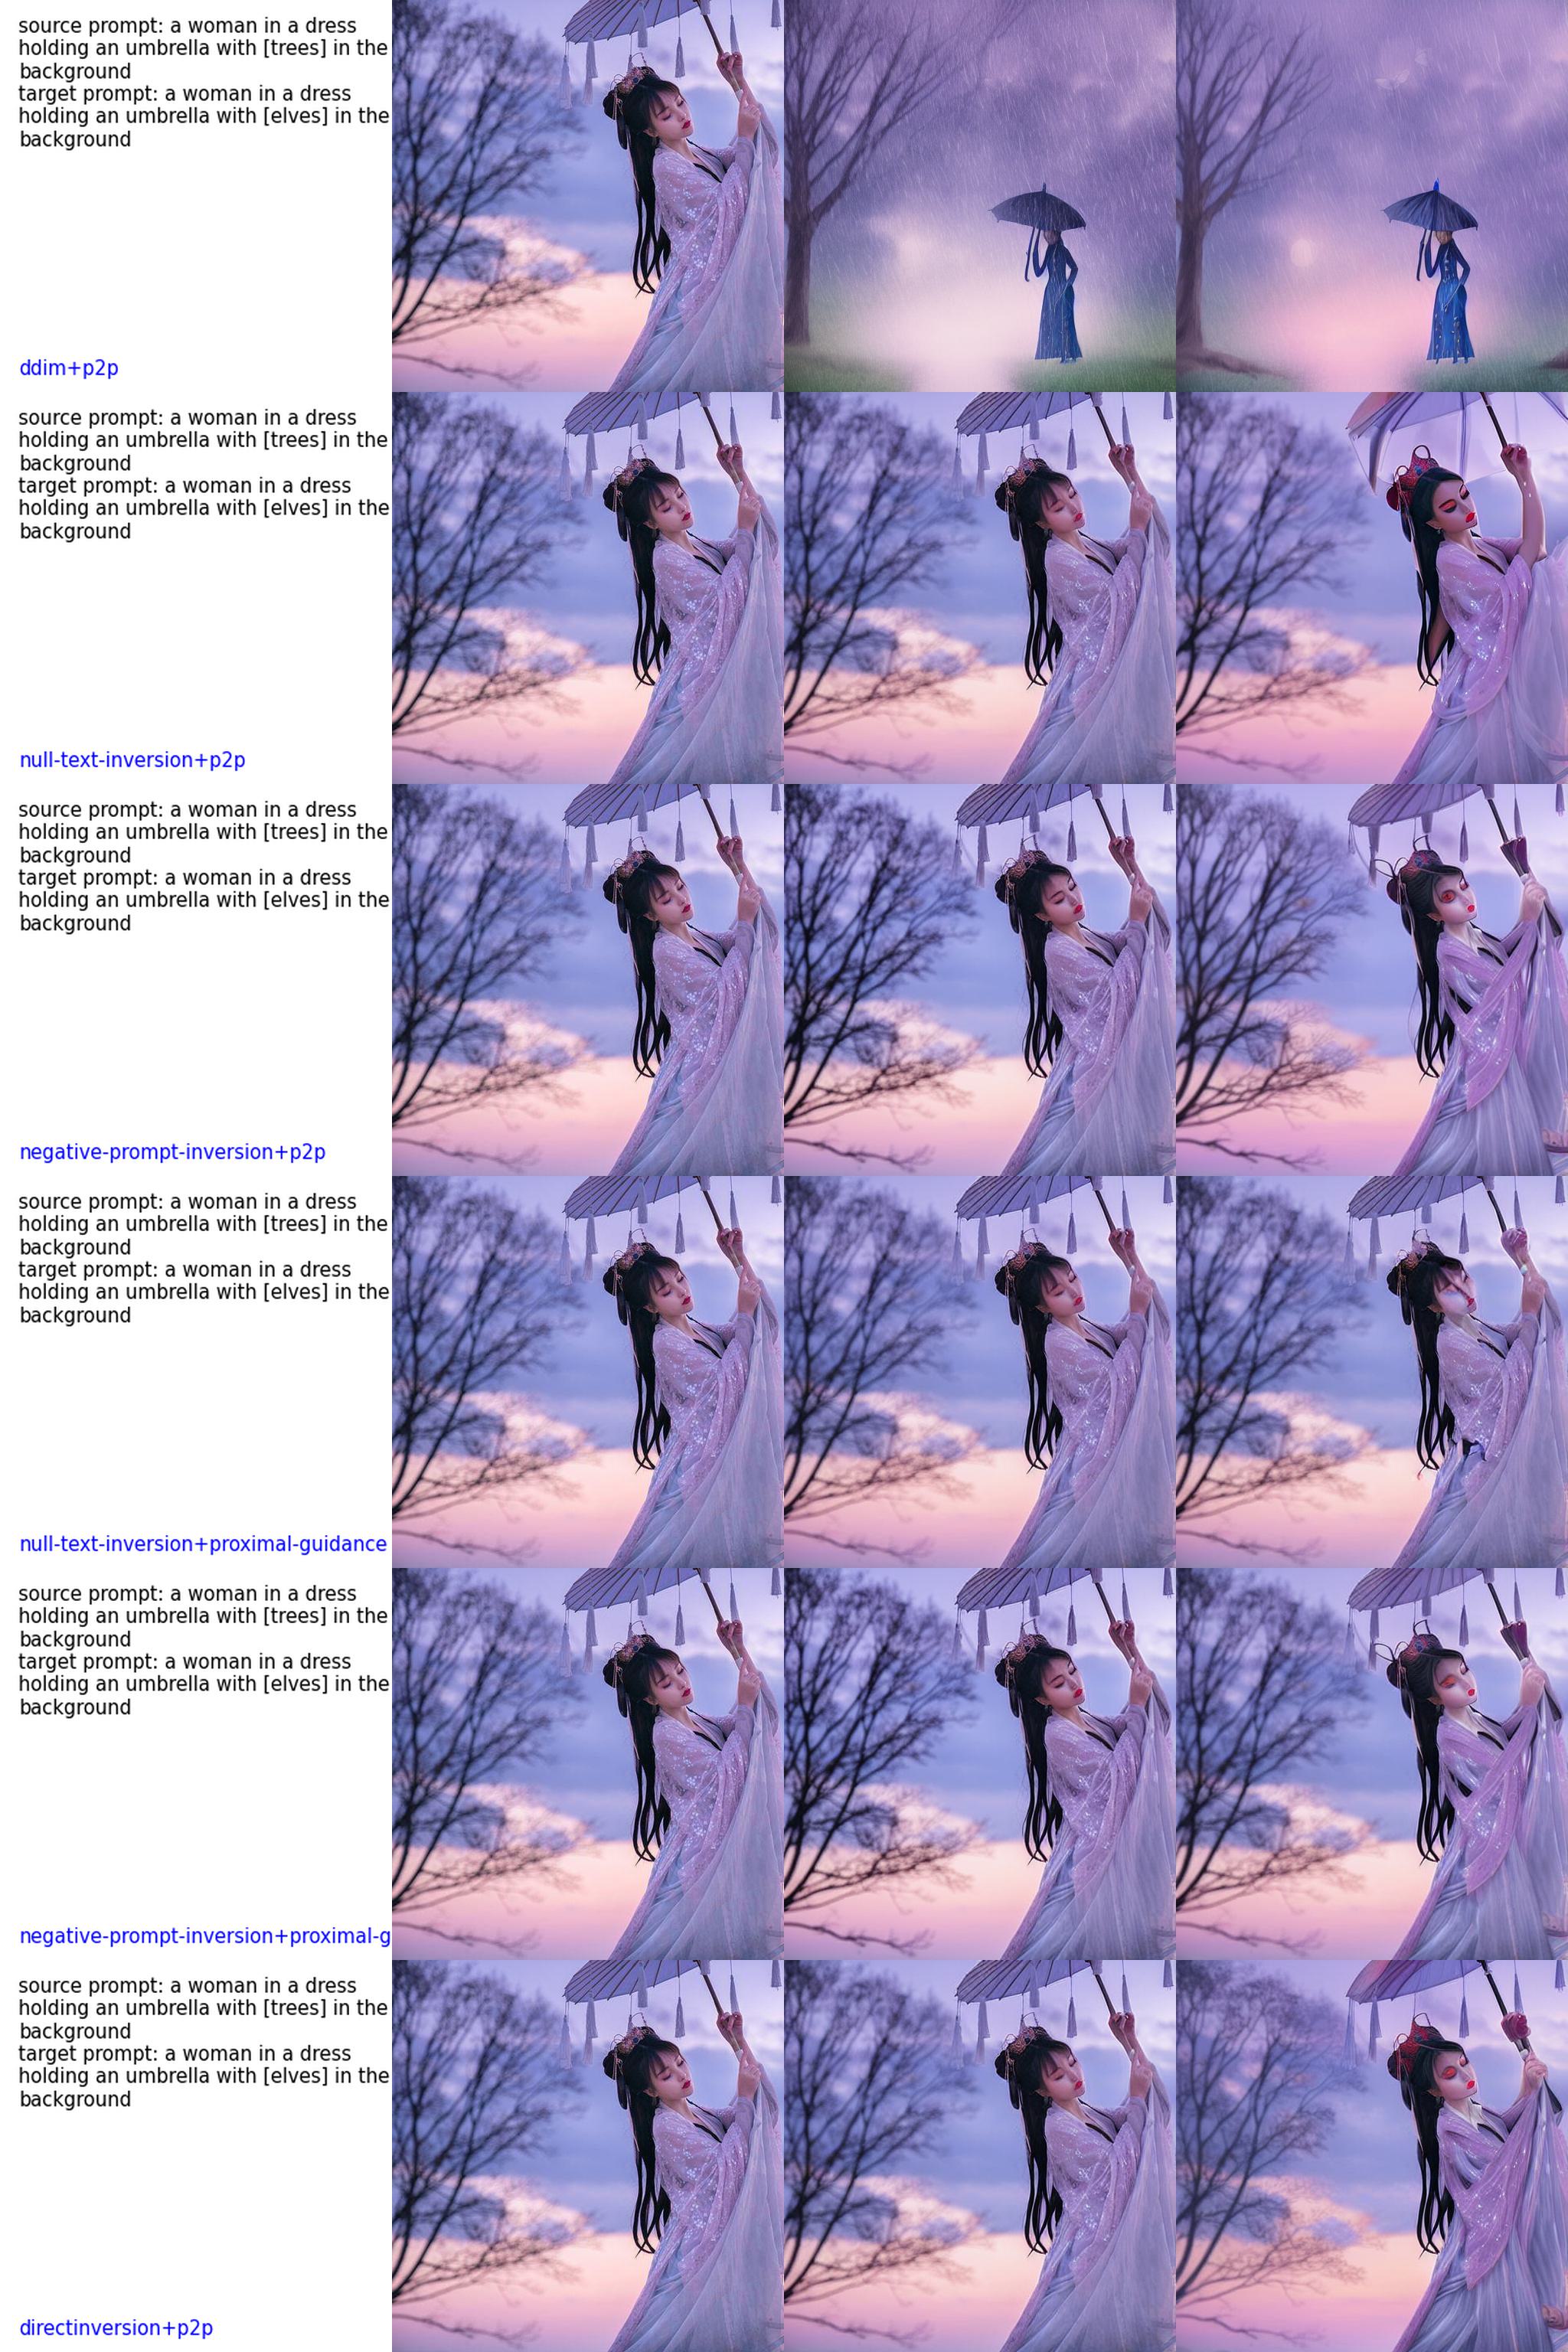 source prompt: a woman in a dress
holding an umbrella with [trees] in the
background
target prompt: a woman in a dress
holding an umbrella with [elves] in the
background
ddim+p2p
source prompt: a woman in a dress
holding an umbrella with [trees] in the
background
target prompt: a woman in a dress
holding an umbrella with [elves] in the
background
null-text-inversion+p2p
source prompt: a woman in a dress
holding an umbrella with [trees] in the
background
target prompt: a woman in a dress
holding an umbrella with [elves] in the
background
negative-prompt-inversion+p2p
source prompt: a woman in a dress
holding an umbrella with [trees] in the
background
target prompt: a woman in a dress
holding an umbrella with [elves] in the
background
null-text-inversion+proximal-guidance
source prompt: a woman in a dress
holding an umbrella with [trees] in the
background
target prompt: a woman in a dress
holding an umbrella with [elves] in the
background
negative-prompt-inversion+proximal-g
source prompt: a woman in a dress
holding an umbrella with [trees] in the
background
target prompt: a woman in a dress
holding an umbrella with [elves] in the
background
directinversion+p2p